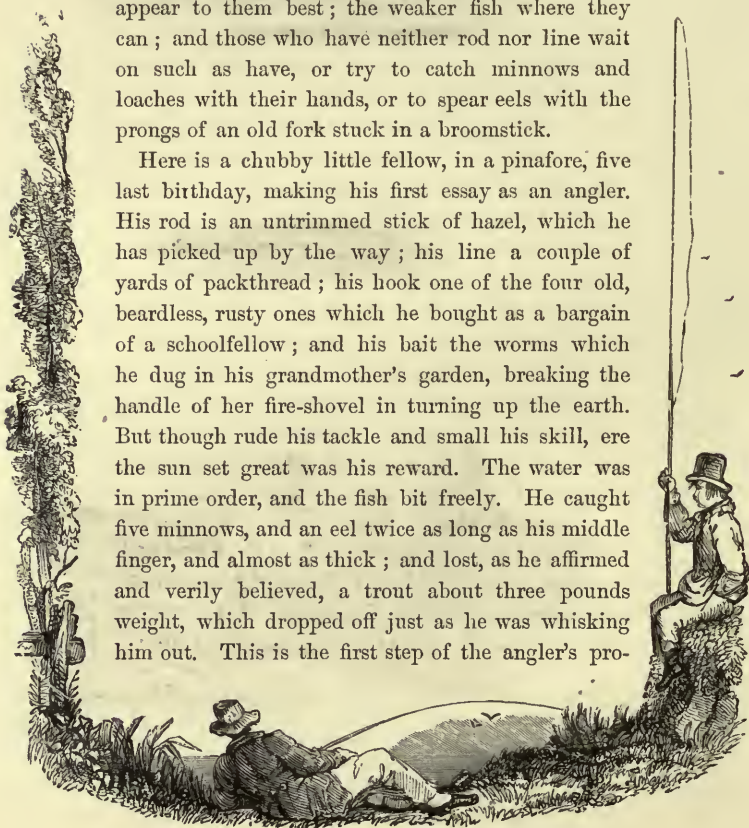 appear to them best; the weaker fish where they
can; and those who have neither rod nor line wait
on such as have, or try to catch minnows and
loaches with their hands, or to spear eels with the
prongs of an old fork stuck in a broomstick.
Here is a chubby little fellow, in a pinafore, five
last birthday, making his first essay as an angler.
His rod is an untrimmed stick of hazel, which he
has picked up by the way; his line a couple of
yards of packthread; his hook one of the four old,
beardless, rusty ones which he bought as a bargain
of a schoolfellow; and his bait the worms which
he dug in his grandmother's garden, breaking the
handle of her fire-shovel in turning up the earth.
But though rude his tackle and small his skill, ere
the sun set great was his reward. The water was
in prime order, and the fish bit freely. He caught
five minnows, and an eel twice as long as his middle
finger, and almost as thick; and lost, as he affirmed
and verily believed, a trout about three pounds
weight, which dropped off just as he was whisking
him out. This is the first step of the angler's pro-